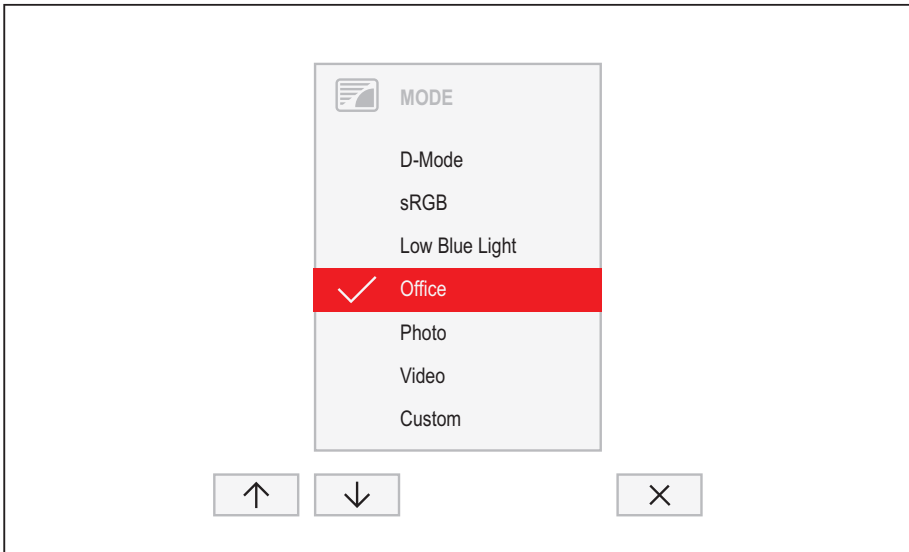 MODE
D-Mode
sRGB
Low Blue Light
Office
Photo
Video
Custom